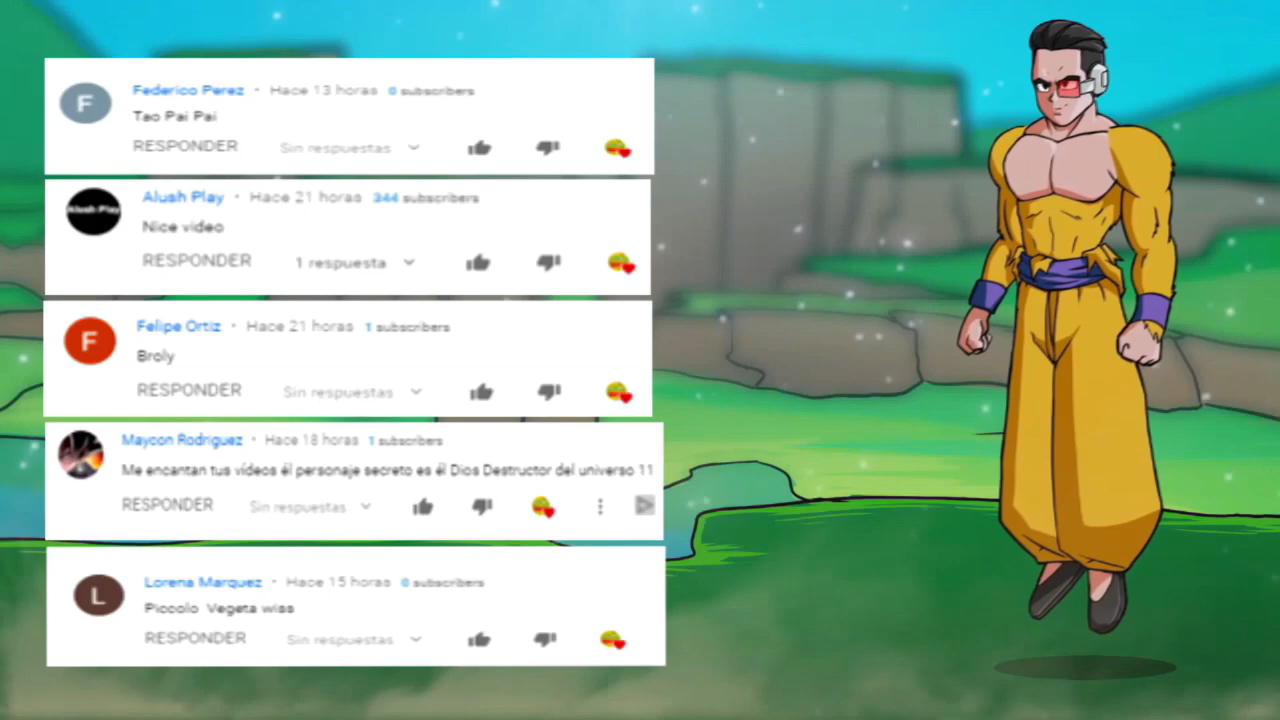 F
Federico Perez • Hace 13 horas 0 subscribers
Tao Pai Pai
RESPONDER Sin respuestas
Alush Play
Alush Play • Hace 21 horas 344 subscribers
Nice video
RESPONDER 1 respuesta
F
Felipe Ortiz • Hace 21 horas 1 subscribers
Broly
RESPONDER Sin respuestas
Maycon Rodriguez • Hace 18 horas 1 subscribers
Me encantan tus vídeos él personaje secreto es él Dios Destructor del universo 11
RESPONDER Sin respuestas
L
Lorena Marquez • Hace 15 horas 0 subscribers
Piccolo Vegeta wiss
RESPONDER Sin respuestas